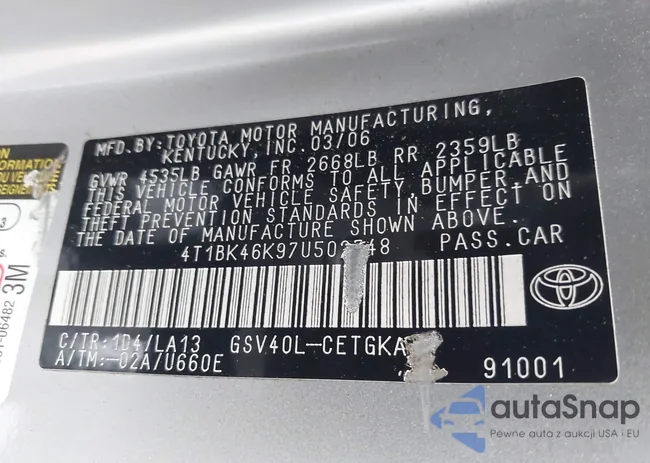 MFD. BY: TOYOTA MOTOR MANUFACTURING,
KENTUCKY, INC. 03/06
GVWR 4535LB GAWR FR 2668LB RR 2359LB
THIS VEHICLE CONFORMS TO ALL APPLICABLE
FEDERAL MOTOR VEHICLE SAFETY, BUMPER, AND
THEFT PREVENTION STANDARDS IN EFFECT ON
THE DATE OF MANUFACTURE SHOWN ABOVE.
PASS.CAR
C/TR: 1D4/LA13 GSV40L-CETGKA
A/TM:-02A/U660E 91001
3M
06482
autaSnap
Pewne auta z aukcji USA i EU